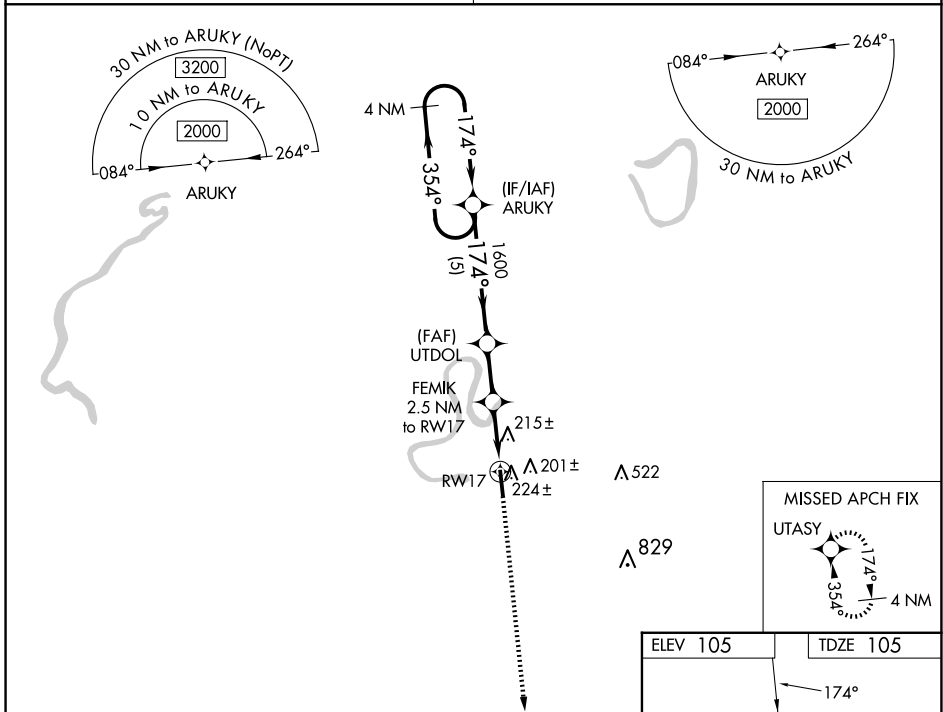 30 NM to ARUKY (NoPT)
3200
10 NM to ARUKY
2000
084°
264°
ARUKY
4 NM
174°
354°
(IF/IAF)
ARUKY
084°
264°
ARUKY
2000
30 NM to ARUKY
1600
174°
(5)
(FAF)
UTDOL
FEMIK
2.5 NM
to RW17
215±
RW17
201±
224±
522
829
MISSED APCH FIX
UTASY
174°
354°
4 NM
ELEV 105
TDZE 105
174°